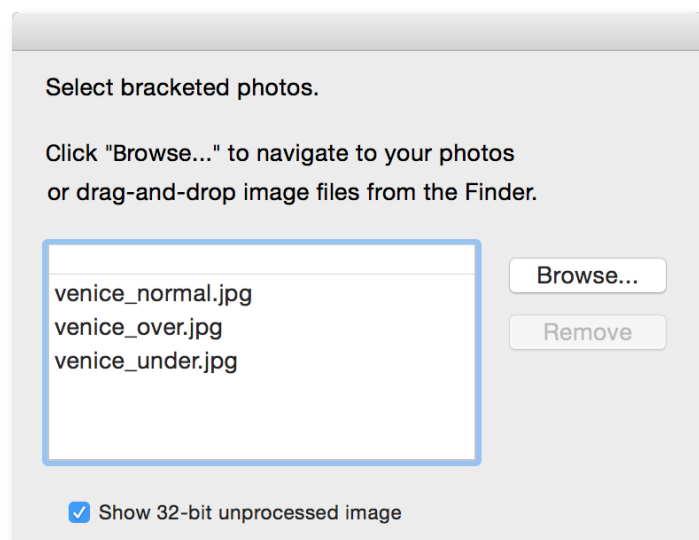 Select bracketed photos.
Click "Browse..." to navigate to your photos
or drag-and-drop image files from the Finder.
Browse...
venice_normal.jpg
venice_over.jpg
Remove
venice_under.jpg
Show 32-bit unprocessed image